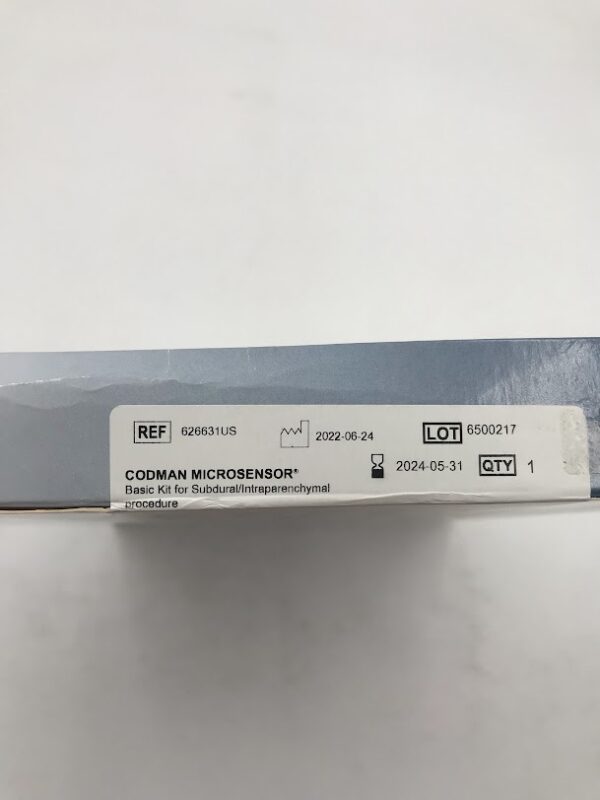 REF 626631US 2022-06-24 LOT 6500217
2024-05-31 QTY 1
CODMAN MICROSENSOR®
Basic Kit for Subdural/Intraparenchymal
procedure